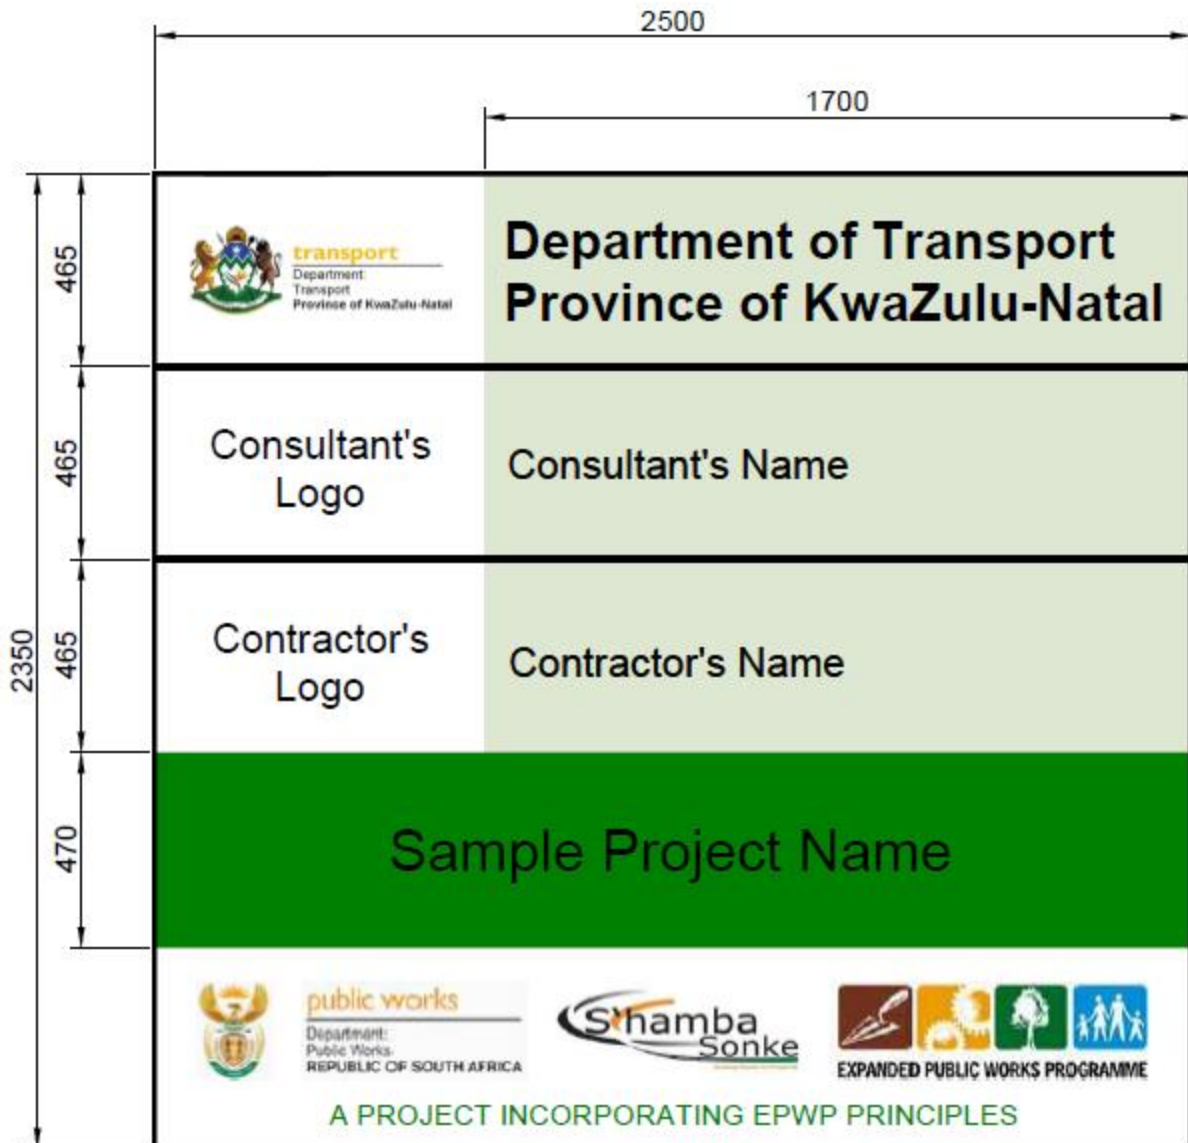 2500
1700
465
transport
Department
Transport
Province of KwaZulu-Natal
Department of Transport
Province of KwaZulu-Natal
465
Consultant's
Logo
Consultant's Name
2350
465
Contractor's
Logo
Contractor's Name
470
Sample Project Name
public works
Department:
Public Works
REPUBLIC OF SOUTH AFRICA
S'hamba
Sonke
EXPANDED PUBLIC WORKS PROGRAMME
A PROJECT INCORPORATING EPWP PRINCIPLES